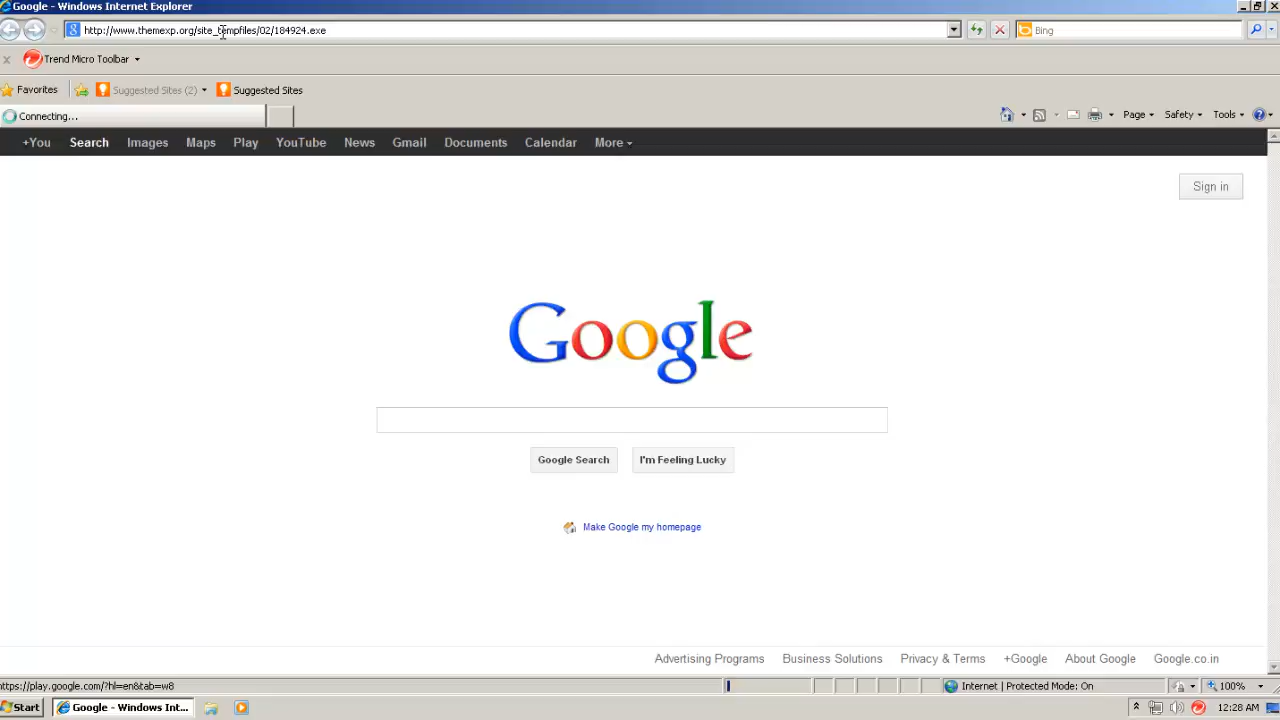 Google - Windows Internet Explorer
http://www.themexp.org/site_tempfiles/02/184924.exe
Bing
x Trend Micro Toolbar
Favorites Suggested Sites (2) Suggested Sites
Connecting...
Page Safety Tools
+You Search Images Maps Play YouTube News Gmail Documents Calendar More
Sign in
Google
Google Search I'm Feeling Lucky
Make Google my homepage
Advertising Programs Business Solutions Privacy & Terms +Google About Google Google.co.in
https://play.google.com/?hl=en&tab=w8 Internet | Protected Mode: On 100%
Start Google - Windows Int... 12:28 AM